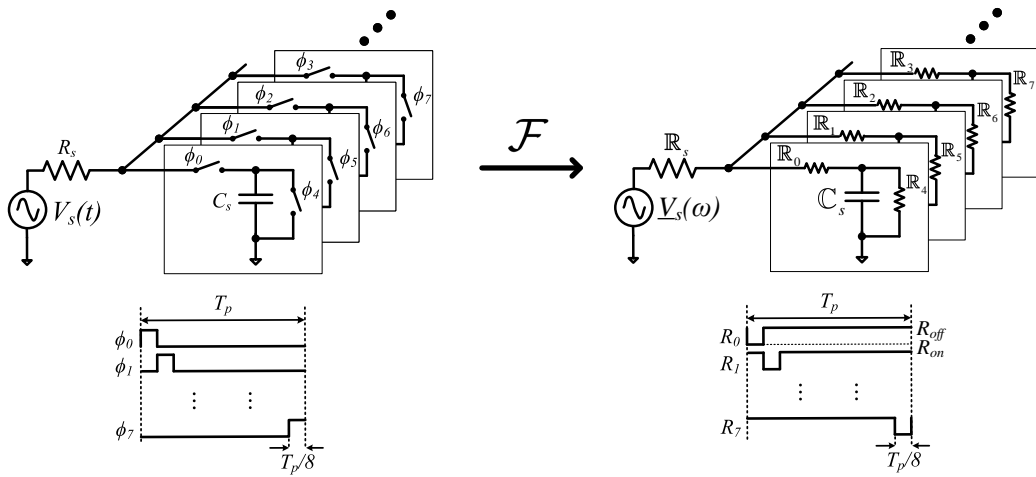 ϕ₃
ϕ₂
ϕ₇
ϕ₁
ϕ₆
R_s
ϕ₀
ϕ₅
V_s(t)
C_s
ϕ₄
T_p
ϕ₀
ϕ₁
⋮ ⋮
ϕ₇
T_p/8
ℱ
ℝ₃
ℝ₂
ℝ₇
ℝ₁
ℝ₆
ℝ_s
ℝ₀
ℝ₅
V_s(ω)
ℂ_s
ℝ₄
T_p
R₀
R_off
R_on
R₁
⋮ ⋮
R₇
T_p/8